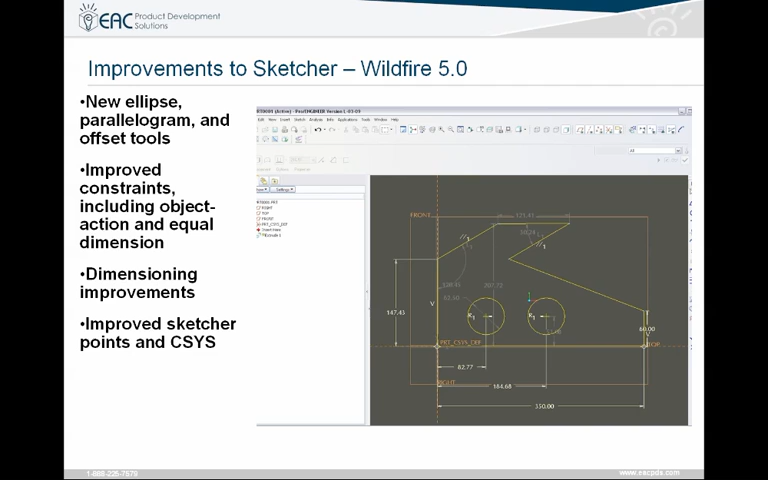 EAC Product Development
Solutions
Improvements to Sketcher – Wildfire 5.0
•New ellipse,
parallelogram, and
offset tools
•Improved
constraints,
including object-
action and equal
dimension
•Dimensioning
improvements
•Improved sketcher
points and CSYS
FRONT
147.45
V
PRT_CSYS_DEF
TOP
60.00
82.77
RIGHT
184.68
350.00
1-888-225-7579
www.eacpds.com